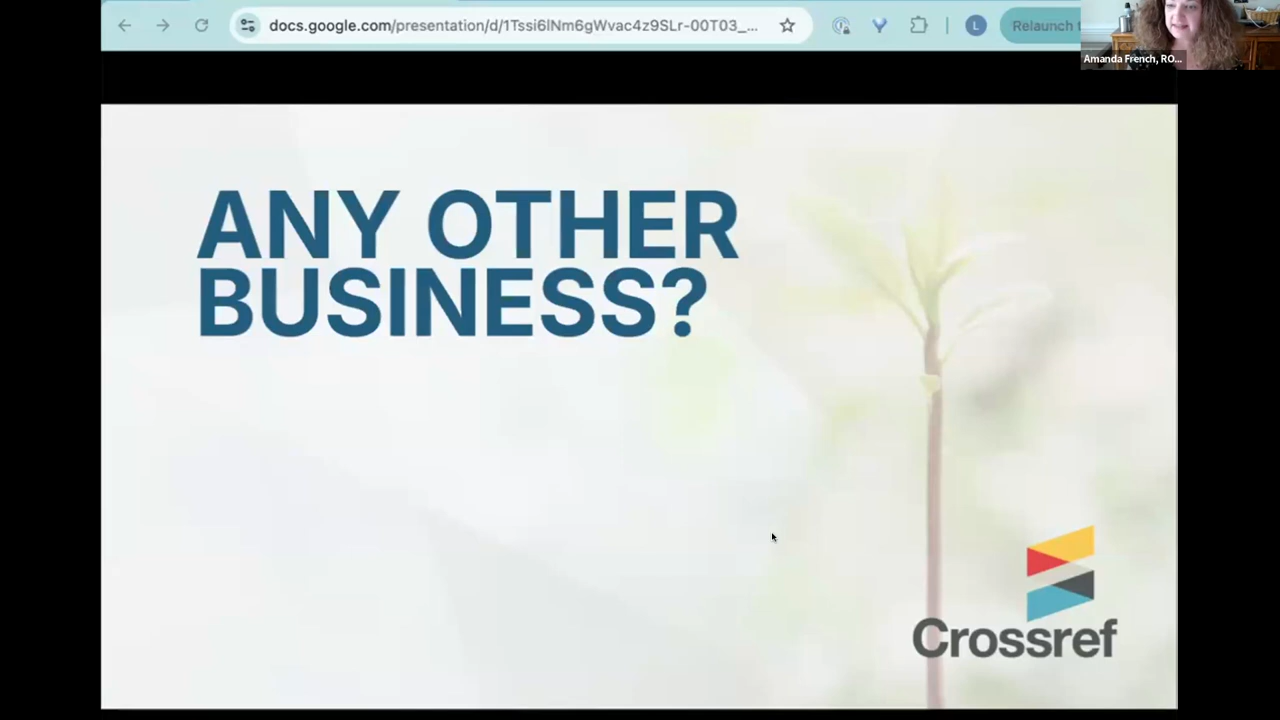 docs.google.com/presentation/d/1Tssi6lNm6gWvac4z9SLr-00T03_...
L
Relaunch
Amanda French, RO...
ANY OTHER
BUSINESS?
Crossref